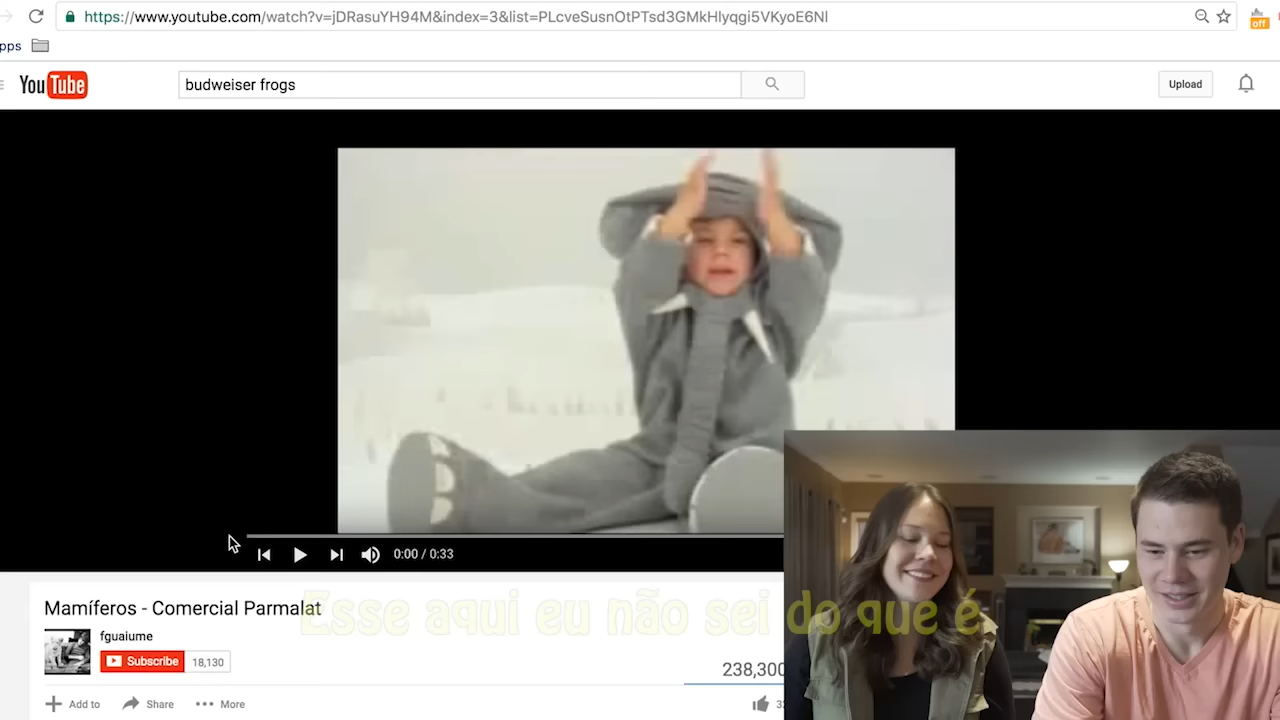 https://www.youtube.com/watch?v=jDRasuYH94M&index=3&list=PLcveSusnOtPTsd3GMkHlyqgi5VKyoE6Nl
off
pps
YouTube
budweiser frogs
Upload
0:00 / 0:33
Mamíferos - Comercial Parmalat
Esse aqui eu não sei do que é
fguaiume
Subscribe 18,130
238,300
Add to Share More